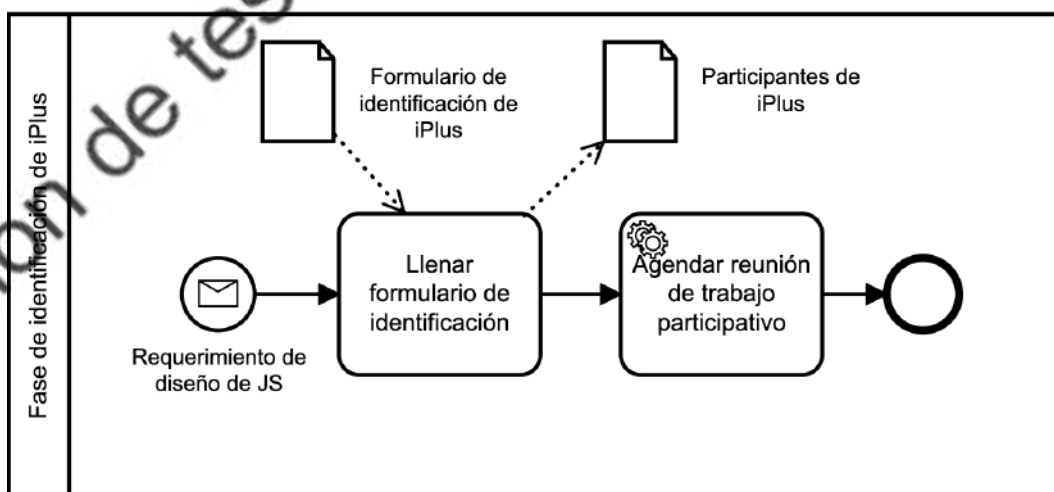 Fase de identificación de iPlus
Formulario de
identificación de
iPlus
Participantes de
iPlus
Llenar
formulario de
identificación
Agendar reunión
de trabajo
participativo
Requerimiento de
diseño de JS
de